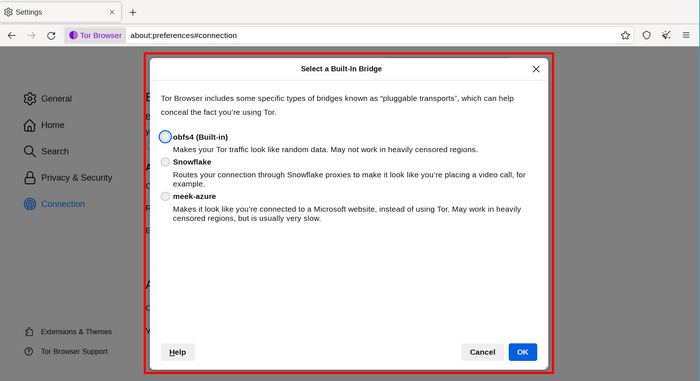 Settings
Tor Browser
about:preferences#connection
Select a Built-In Bridge
General
Home
Search
Privacy & Security
Connection
Extensions & Themes
Tor Browser Support
Tor Browser includes some specific types of bridges known as “pluggable transports”, which can help
conceal the fact you’re using Tor.
obfs4 (Built-in)
Makes your Tor traffic look like random data. May not work in heavily censored regions.
Snowflake
Routes your connection through Snowflake proxies to make it look like you’re placing a video call, for
example.
meek-azure
Makes it look like you’re connected to a Microsoft website, instead of using Tor. May work in heavily
censored regions, but is usually very slow.
Help
Cancel
OK